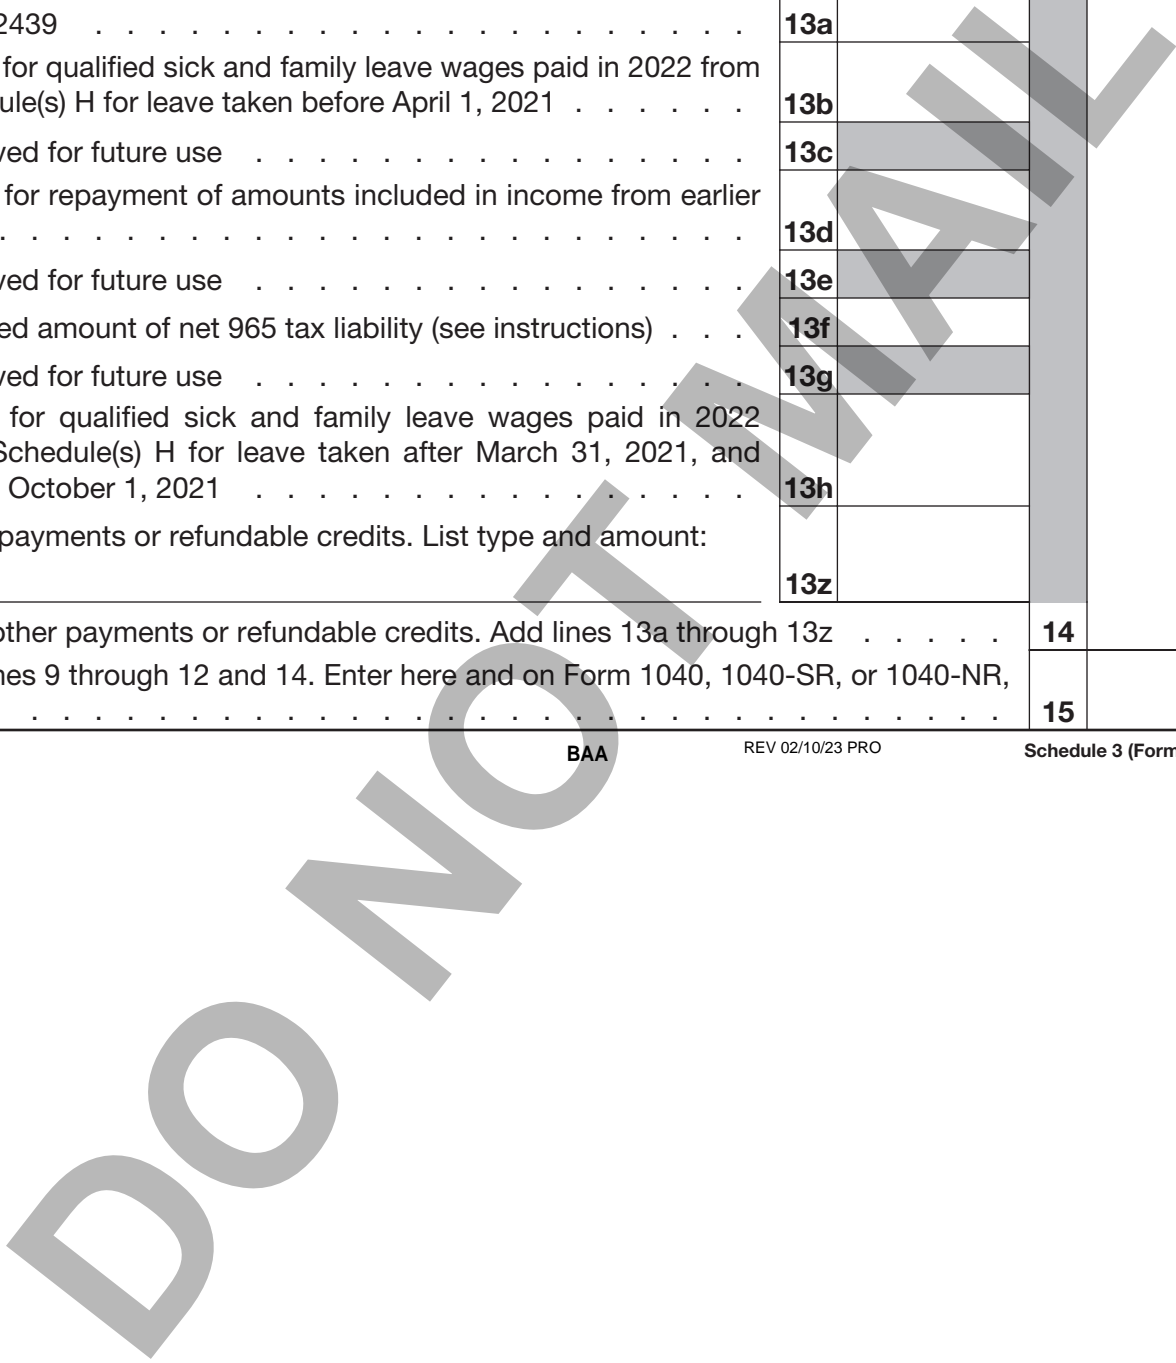 2439 . . . . . . . . . . . . . . . . . . . . . 13a
for qualified sick and family leave wages paid in 2022 from
ule(s) H for leave taken before April 1, 2021 . . . . . . 13b
ved for future use . . . . . . . . . . . . . . . . 13c
for repayment of amounts included in income from earlier
. . . . . . . . . . . . . . . . . . . . . . . . 13d
ved for future use . . . . . . . . . . . . . . . . 13e
ed amount of net 965 tax liability (see instructions) . . . 13f
ved for future use . . . . . . . . . . . . . . . . 13g
for qualified sick and family leave wages paid in 2022
Schedule(s) H for leave taken after March 31, 2021, and
October 1, 2021 . . . . . . . . . . . . . . . . 13h
payments or refundable credits. List type and amount:
13z
other payments or refundable credits. Add lines 13a through 13z . . . . . 14
nes 9 through 12 and 14. Enter here and on Form 1040, 1040-SR, or 1040-NR,
. . . . . . . . . . . . . . . . . . . . . . . . . . . . . . . 15
BAA REV 02/10/23 PRO Schedule 3 (Form
DO NOT MAIL